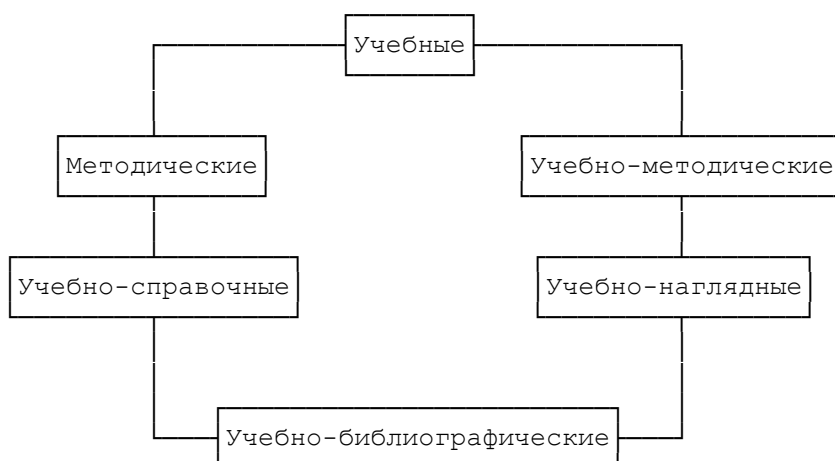 Учебные
Методические
Учебно-методические
Учебно-справочные
Учебно-наглядные
Учебно-библиографические